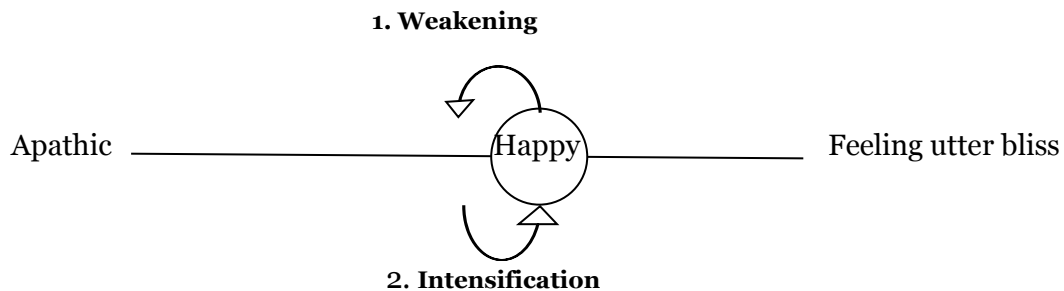 1. Weakening
Apathic
Happy
Feeling utter bliss
2. Intensification